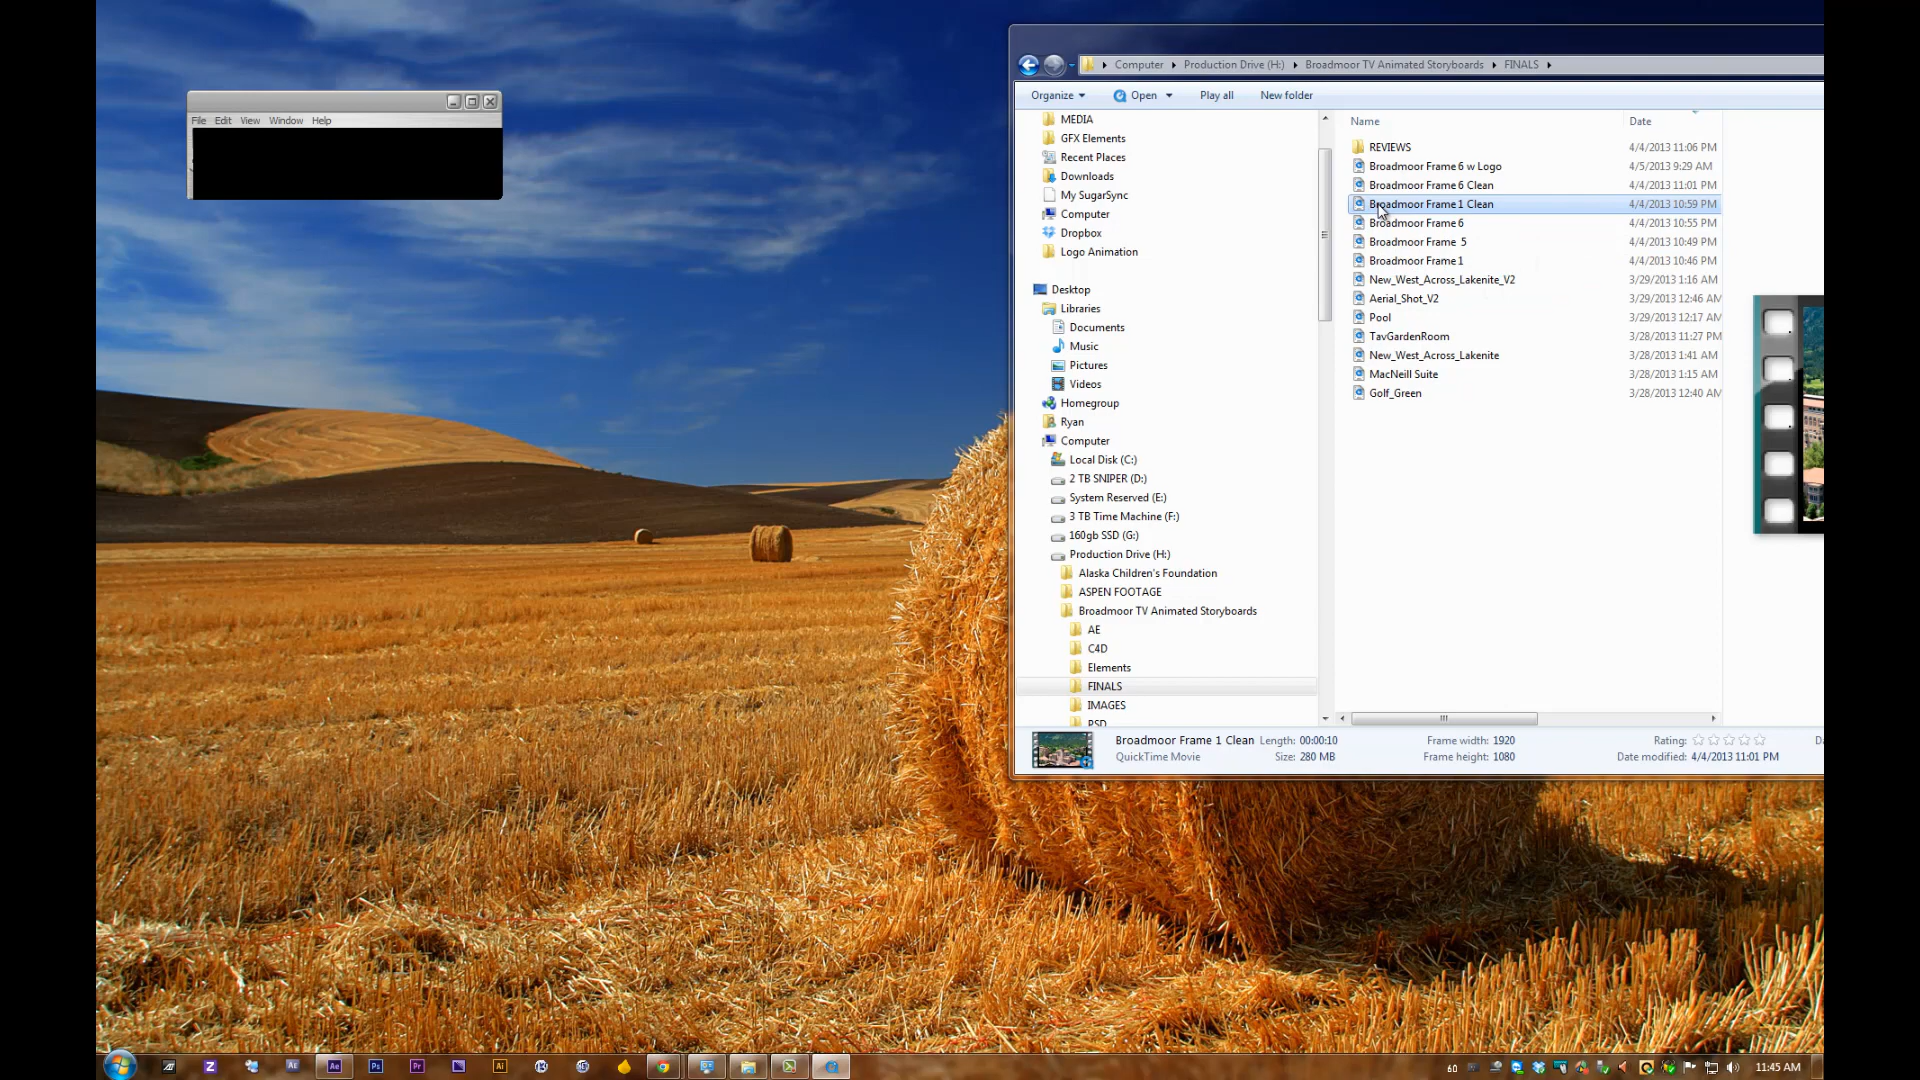 File Edit View Window Help
Computer Production Drive (H:) Broadmoor TV Animated Storyboards FINALS
Organize Open Play all New folder
MEDIA
GFX Elements
Recent Places
Downloads
My SugarSync
Computer
Dropbox
Logo Animation
Desktop
Libraries
Documents
Music
Pictures
Videos
Homegroup
Ryan
Computer
Local Disk (C:)
2 TB SNIPER (D:)
System Reserved (E:)
3 TB Time Machine (F:)
160gb SSD (G:)
Production Drive (H:)
Alaska Children's Foundation
ASPEN FOOTAGE
Broadmoor TV Animated Storyboards
AE
C4D
Elements
FINALS
IMAGES
PSD
Name Date
REVIEWS 4/4/2013 11:06 PM
Broadmoor Frame 6 w Logo 4/5/2013 9:29 AM
Broadmoor Frame 6 Clean 4/4/2013 11:01 PM
Broadmoor Frame 1 Clean 4/4/2013 10:59 PM
Broadmoor Frame 6 4/4/2013 10:55 PM
Broadmoor Frame 5 4/4/2013 10:49 PM
Broadmoor Frame 1 4/4/2013 10:46 PM
New_West_Across_Lakenite_V2 3/29/2013 1:16 AM
Aerial_Shot_V2 3/29/2013 12:46 AM
Pool 3/29/2013 12:17 AM
TavGardenRoom 3/28/2013 11:27 PM
New_West_Across_Lakenite 3/28/2013 1:41 AM
MacNeill Suite 3/28/2013 1:15 AM
Golf_Green 3/28/2013 12:40 AM
Broadmoor Frame 1 Clean Length: 00:00:10 Frame width: 1920 Rating: Da
QuickTime Movie Size: 280 MB Frame height: 1080 Date modified: 4/4/2013 11:01 PM
Z AE Ae Ps Pr Ai 60 11:45 AM